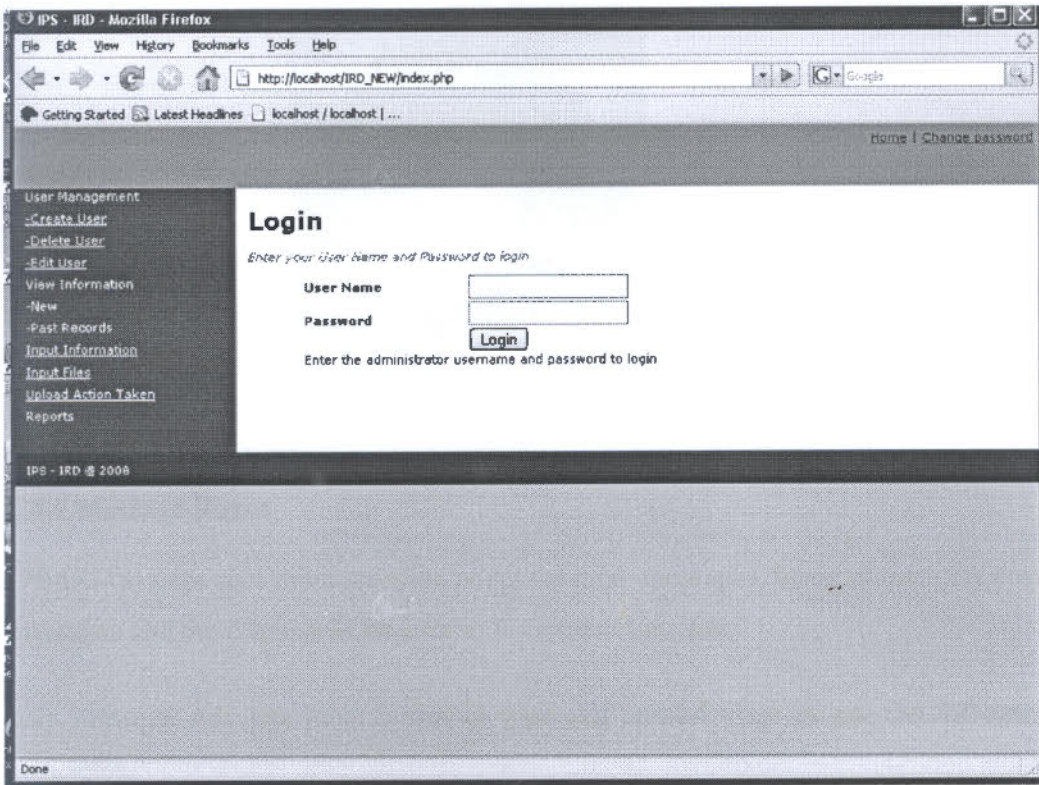 IPS - IRD - Mozilla Firefox
File Edit View History Bookmarks Tools Help
http://localhost/IRD_NEW/index.php
Google
Getting Started Latest Headlines localhost / localhost | ...
Home | Change password
User Management
-Create User
-Delete User
-Edit User
View Information
-New
-Past Records
Input Information
Input Files
Upload Action Taken
Reports
Login
Enter your User Name and Password to login
User Name
Password
Login
Enter the administrator username and password to login
IPS - IRD @ 2008
Done